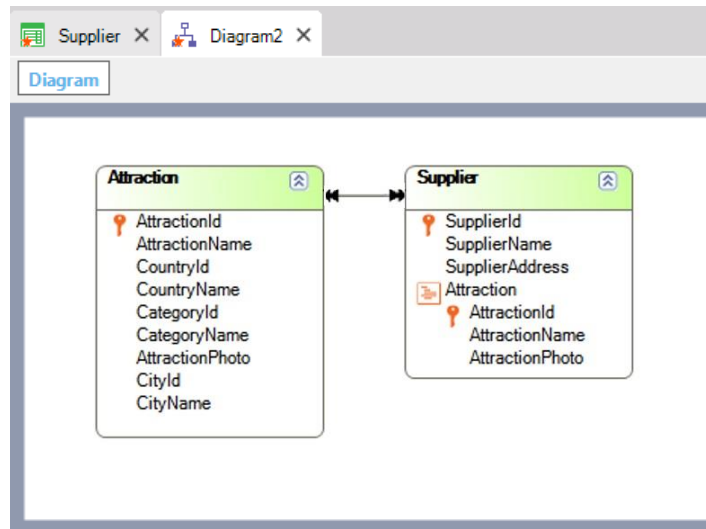 Supplier
Diagram2
Diagram
Attraction
AttractionId
AttractionName
CountryId
CountryName
CategoryId
CategoryName
AttractionPhoto
CityId
CityName
Supplier
SupplierId
SupplierName
SupplierAddress
Attraction
AttractionId
AttractionName
AttractionPhoto